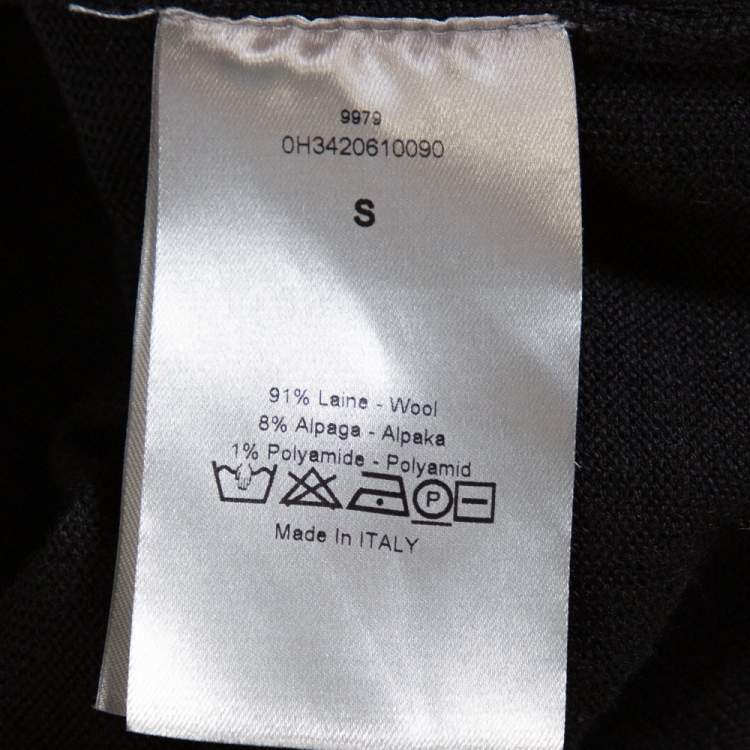 9979
0H3420610090
S
91% Laine - Wool
8% Alpaga - Alpaka
1% Polyamide - Polyamid
P
Made In ITALY